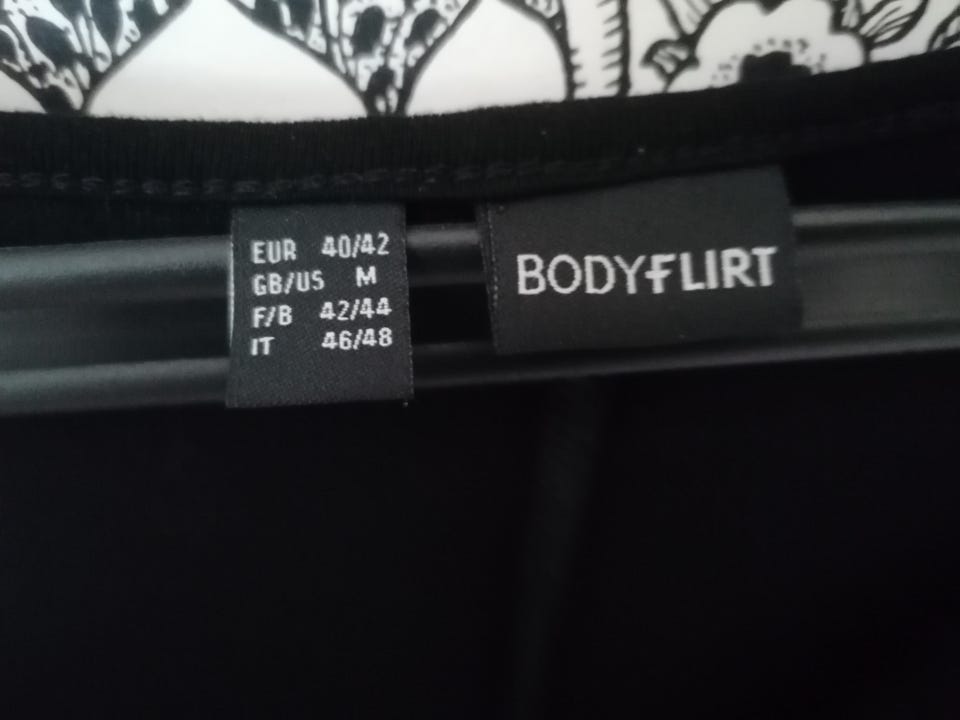 EUR 40/42
GB/US M
F/B 42/44
IT 46/48
BODYFLIRT